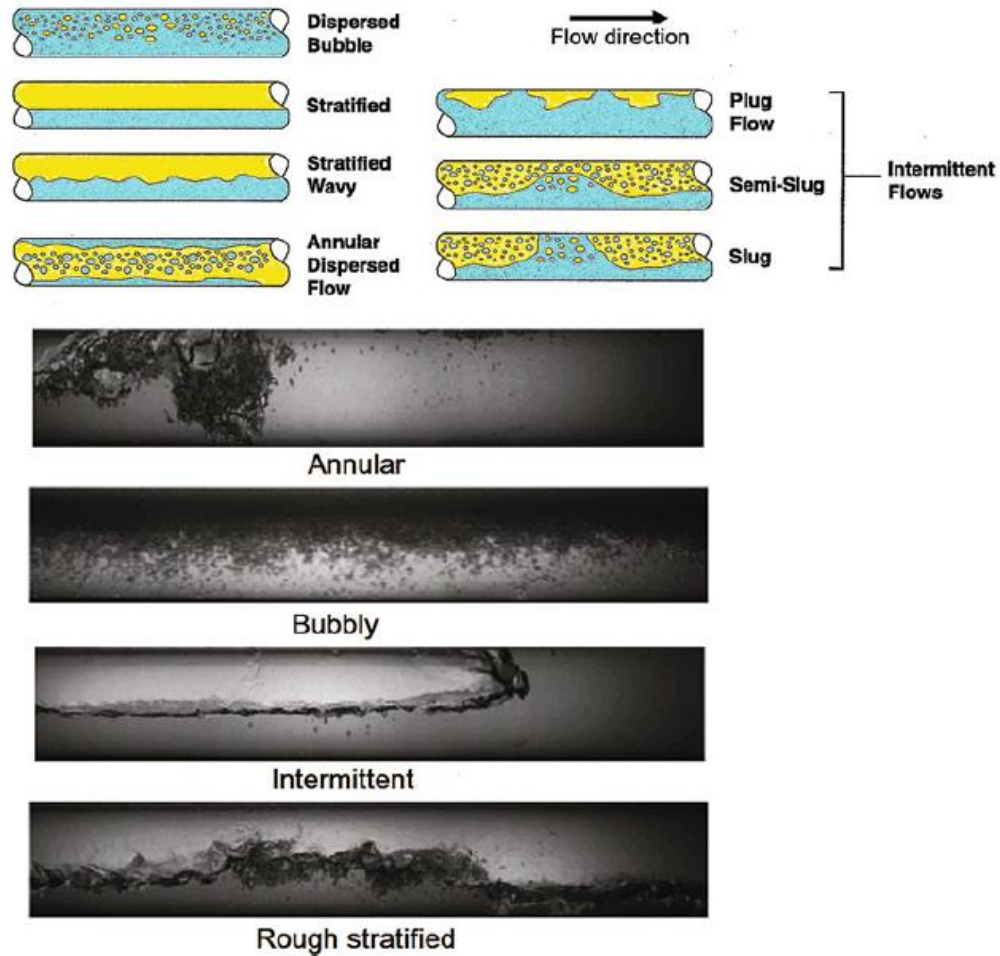 Dispersed
Bubble
Stratified
Stratified
Wavy
Annular
Dispersed
Flow
Flow direction
Plug
Flow
Semi-Slug
Slug
Intermittent
Flows
Annular
Bubbly
Intermittent
Rough stratified